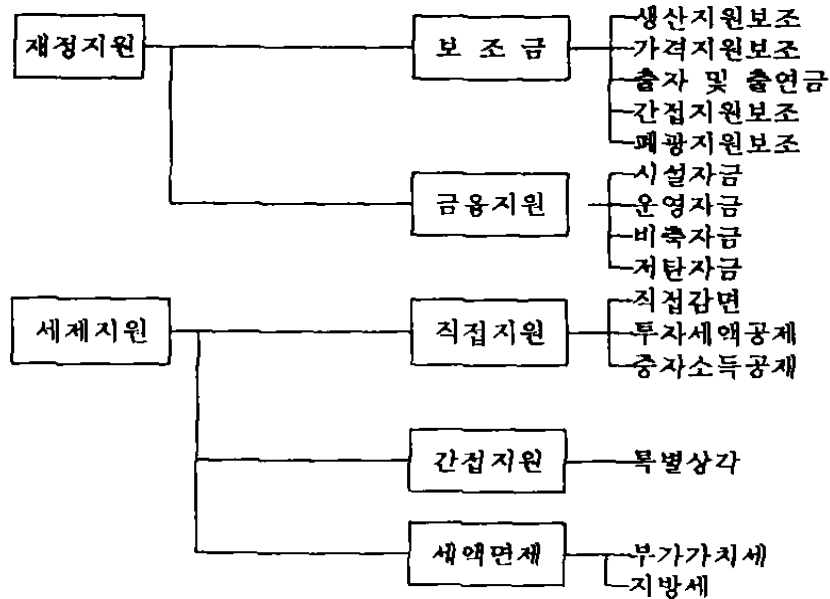 재정지원
보 조 금
생산지원보조
가격지원보조
출자 및 출연금
간접지원보조
폐광지원보조
금융지원
시설자금
운영자금
비축자금
저탄자금
세제지원
직접지원
직접감면
투자세액공제
증자소득공제
간접지원
특별상각
세액면제
부가가치세
지방세